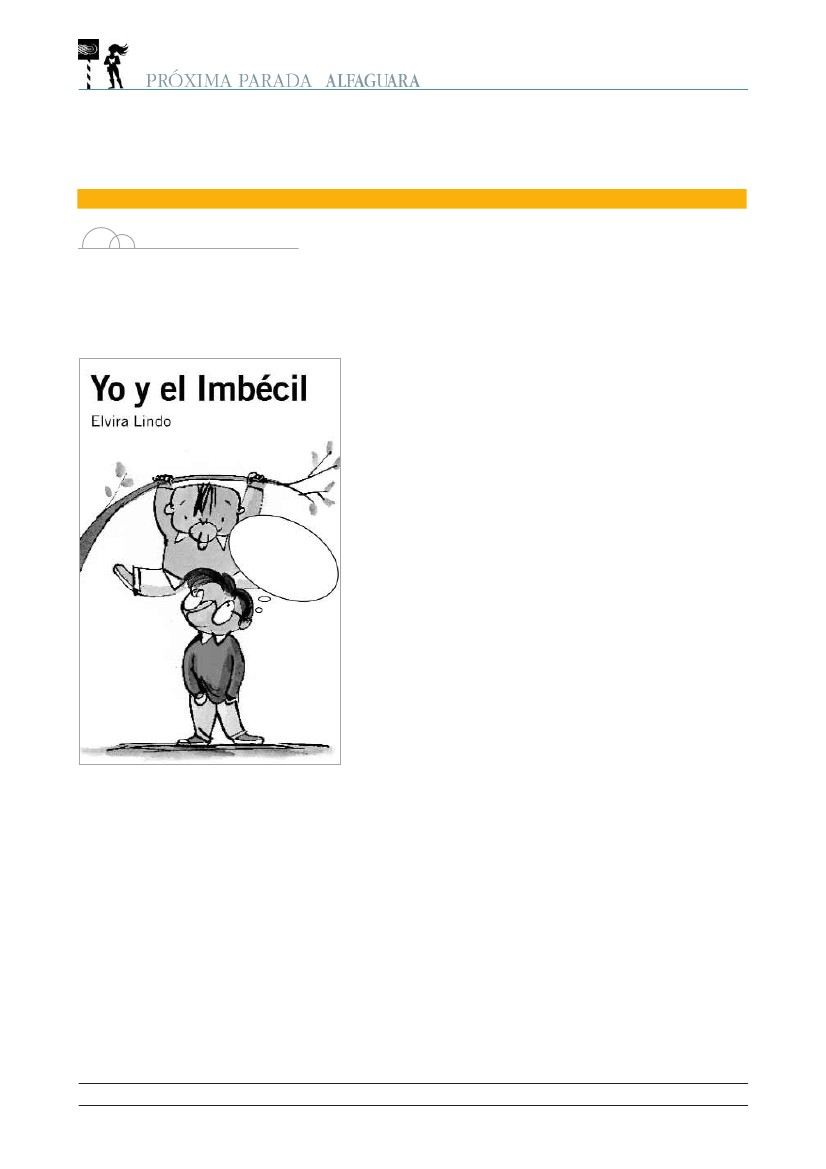 PRÓXIMA PARADA ALFAGUARA
Yo y el Imbécil
Elvira Lindo